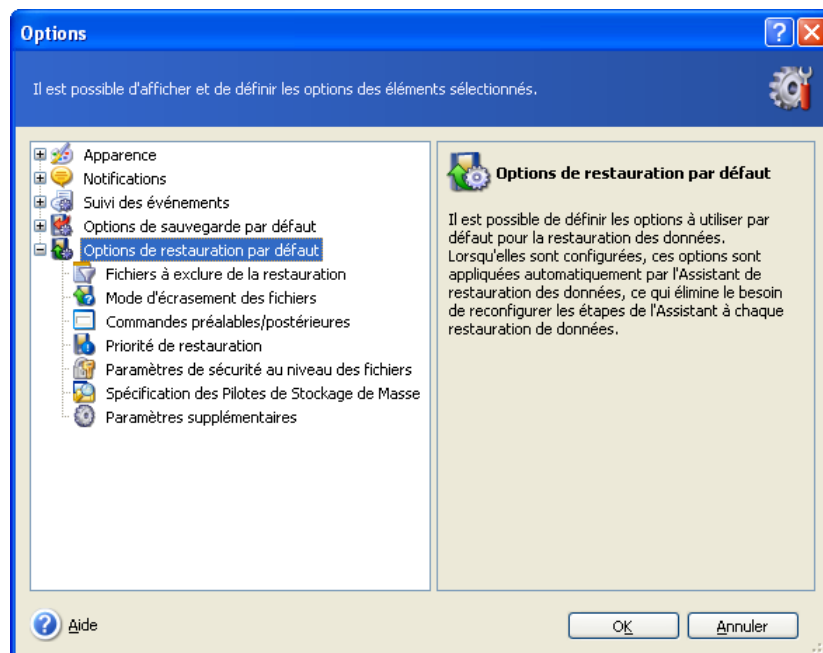 Options
Il est possible d'afficher et de définir les options des éléments sélectionnés.
Apparence
Notifications
Suivi des événements
Options de sauvegarde par défaut
Options de restauration par défaut
Fichiers à exclure de la restauration
Mode d'écrasement des fichiers
Commandes préalables/postérieures
Priorité de restauration
Paramètres de sécurité au niveau des fichiers
Spécification des Pilotes de Stockage de Masse
Paramètres supplémentaires
Options de restauration par défaut
Il est possible de définir les options à utiliser par
défaut pour la restauration des données.
Lorsqu'elles sont configurées, ces options sont
appliquées automatiquement par l'Assistant de
restauration des données, ce qui élimine le besoin
de reconfigurer les étapes de l'Assistant à chaque
restauration de données.
Aide
OK
Annuler